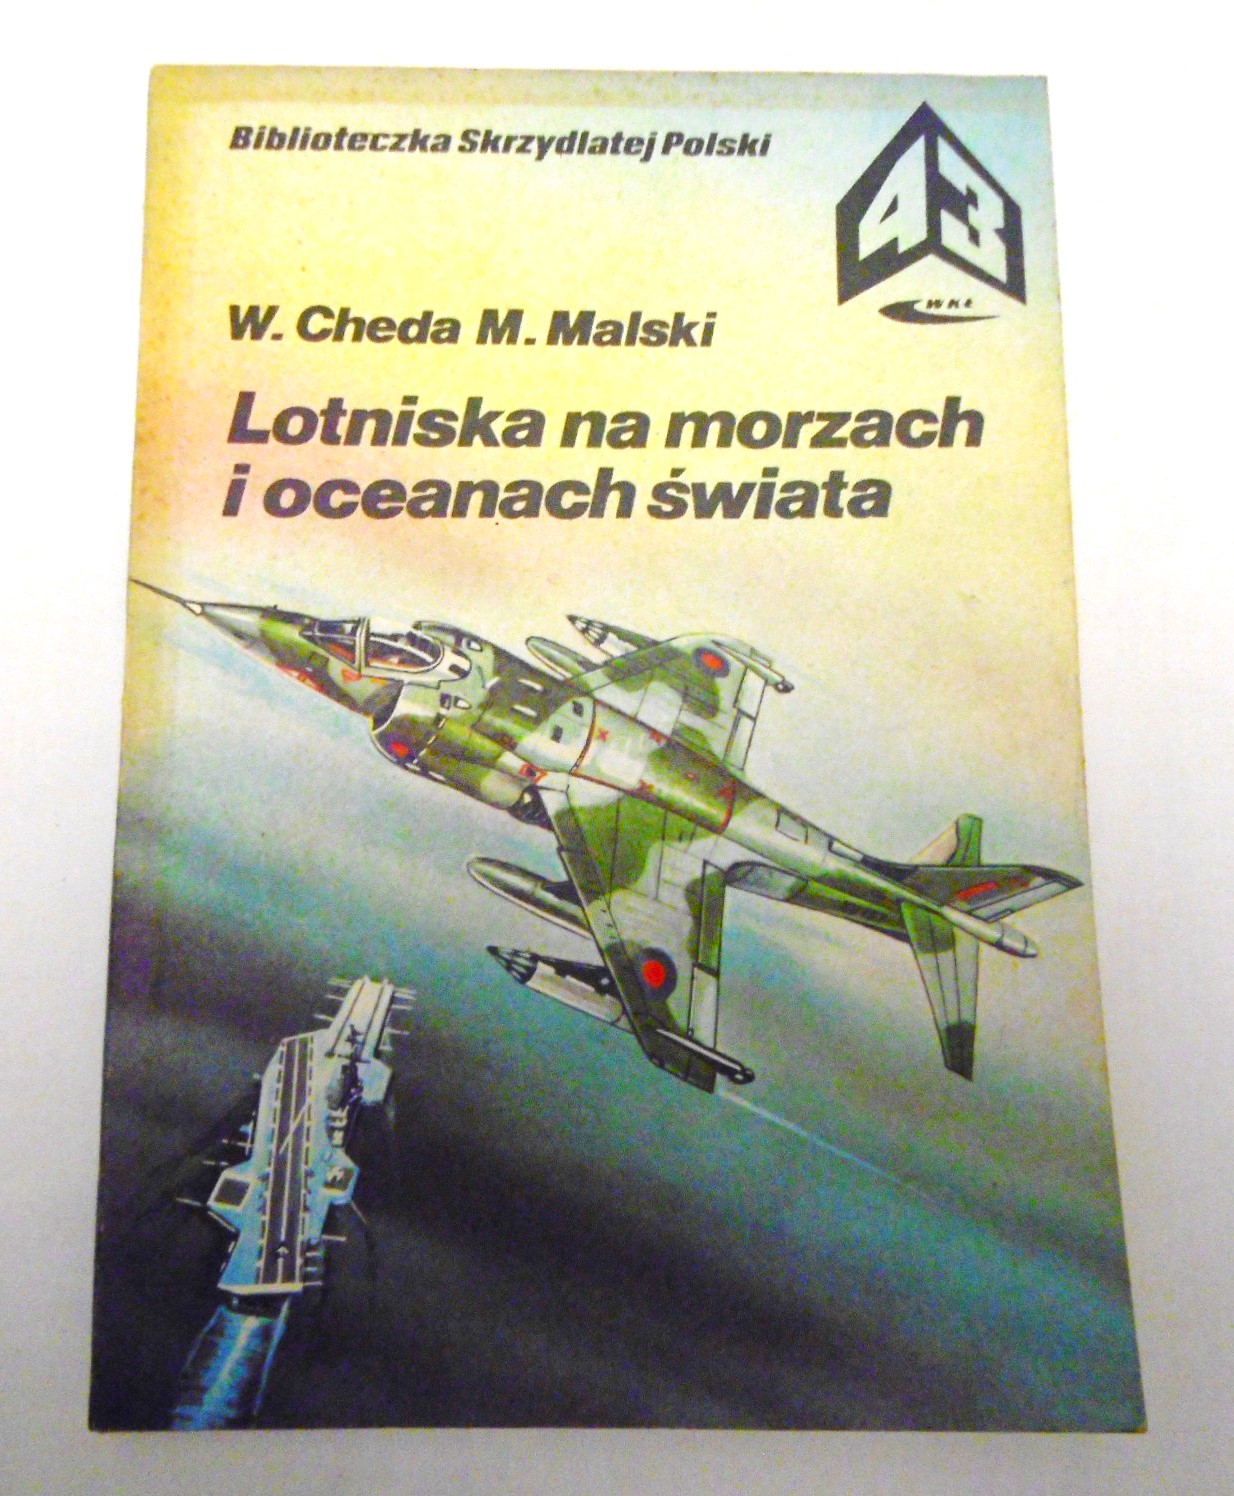 Biblioteczka Skrzydlatej Polski
43
WKŁ
W. Cheda M. Malski
Lotniska na morzach
i oceanach świata